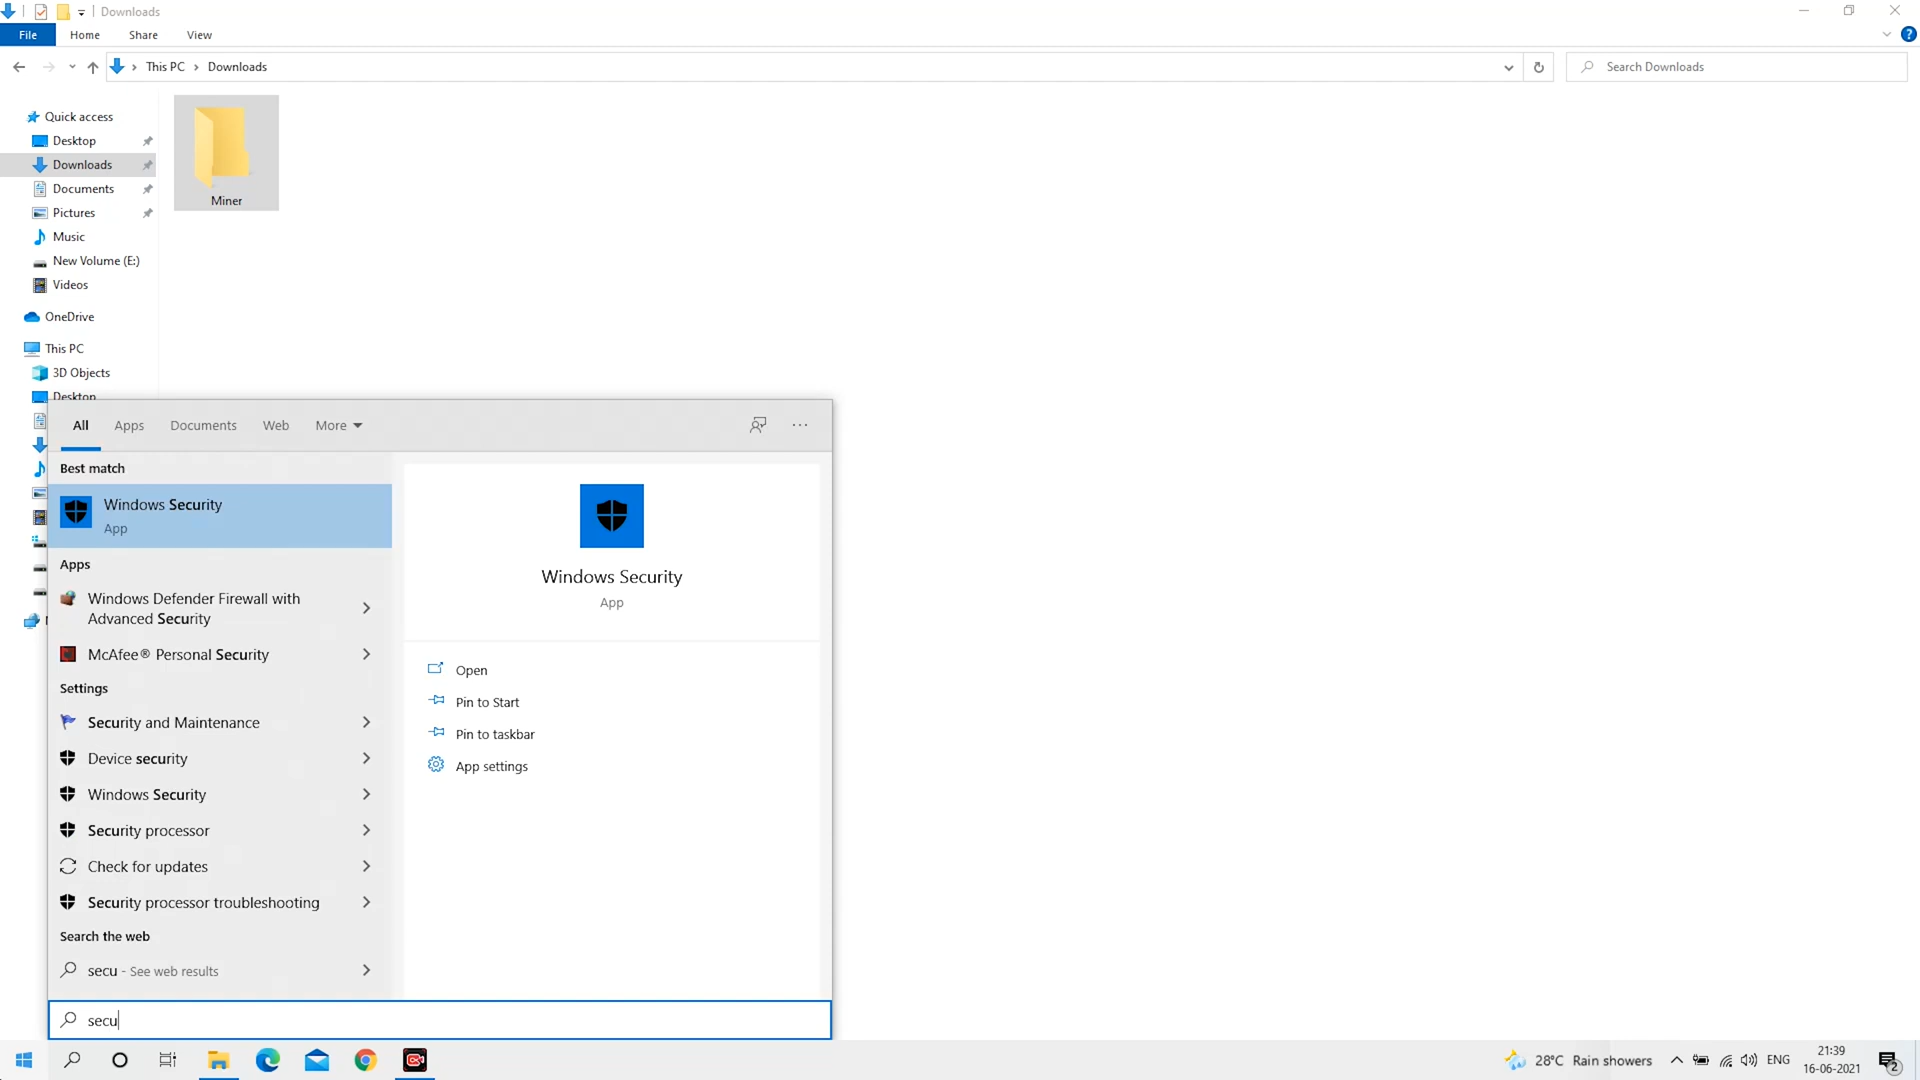 Downloads
File Home Share View
This PC Downloads
Search Downloads
Quick access
Desktop
Downloads
Documents
Pictures
Music
New Volume (E:)
Videos
OneDrive
This PC
3D Objects
Desktop
Miner
All Apps Documents Web More
Best match
Windows Security
App
Apps
Windows Defender Firewall with
Advanced Security
McAfee® Personal Security
Settings
Security and Maintenance
Device security
Windows Security
Security processor
Check for updates
Security processor troubleshooting
Search the web
secu - See web results
Windows Security
App
Open
Pin to Start
Pin to taskbar
App settings
secu
28°C Rain showers
ENG
21:39
16-06-2021
2